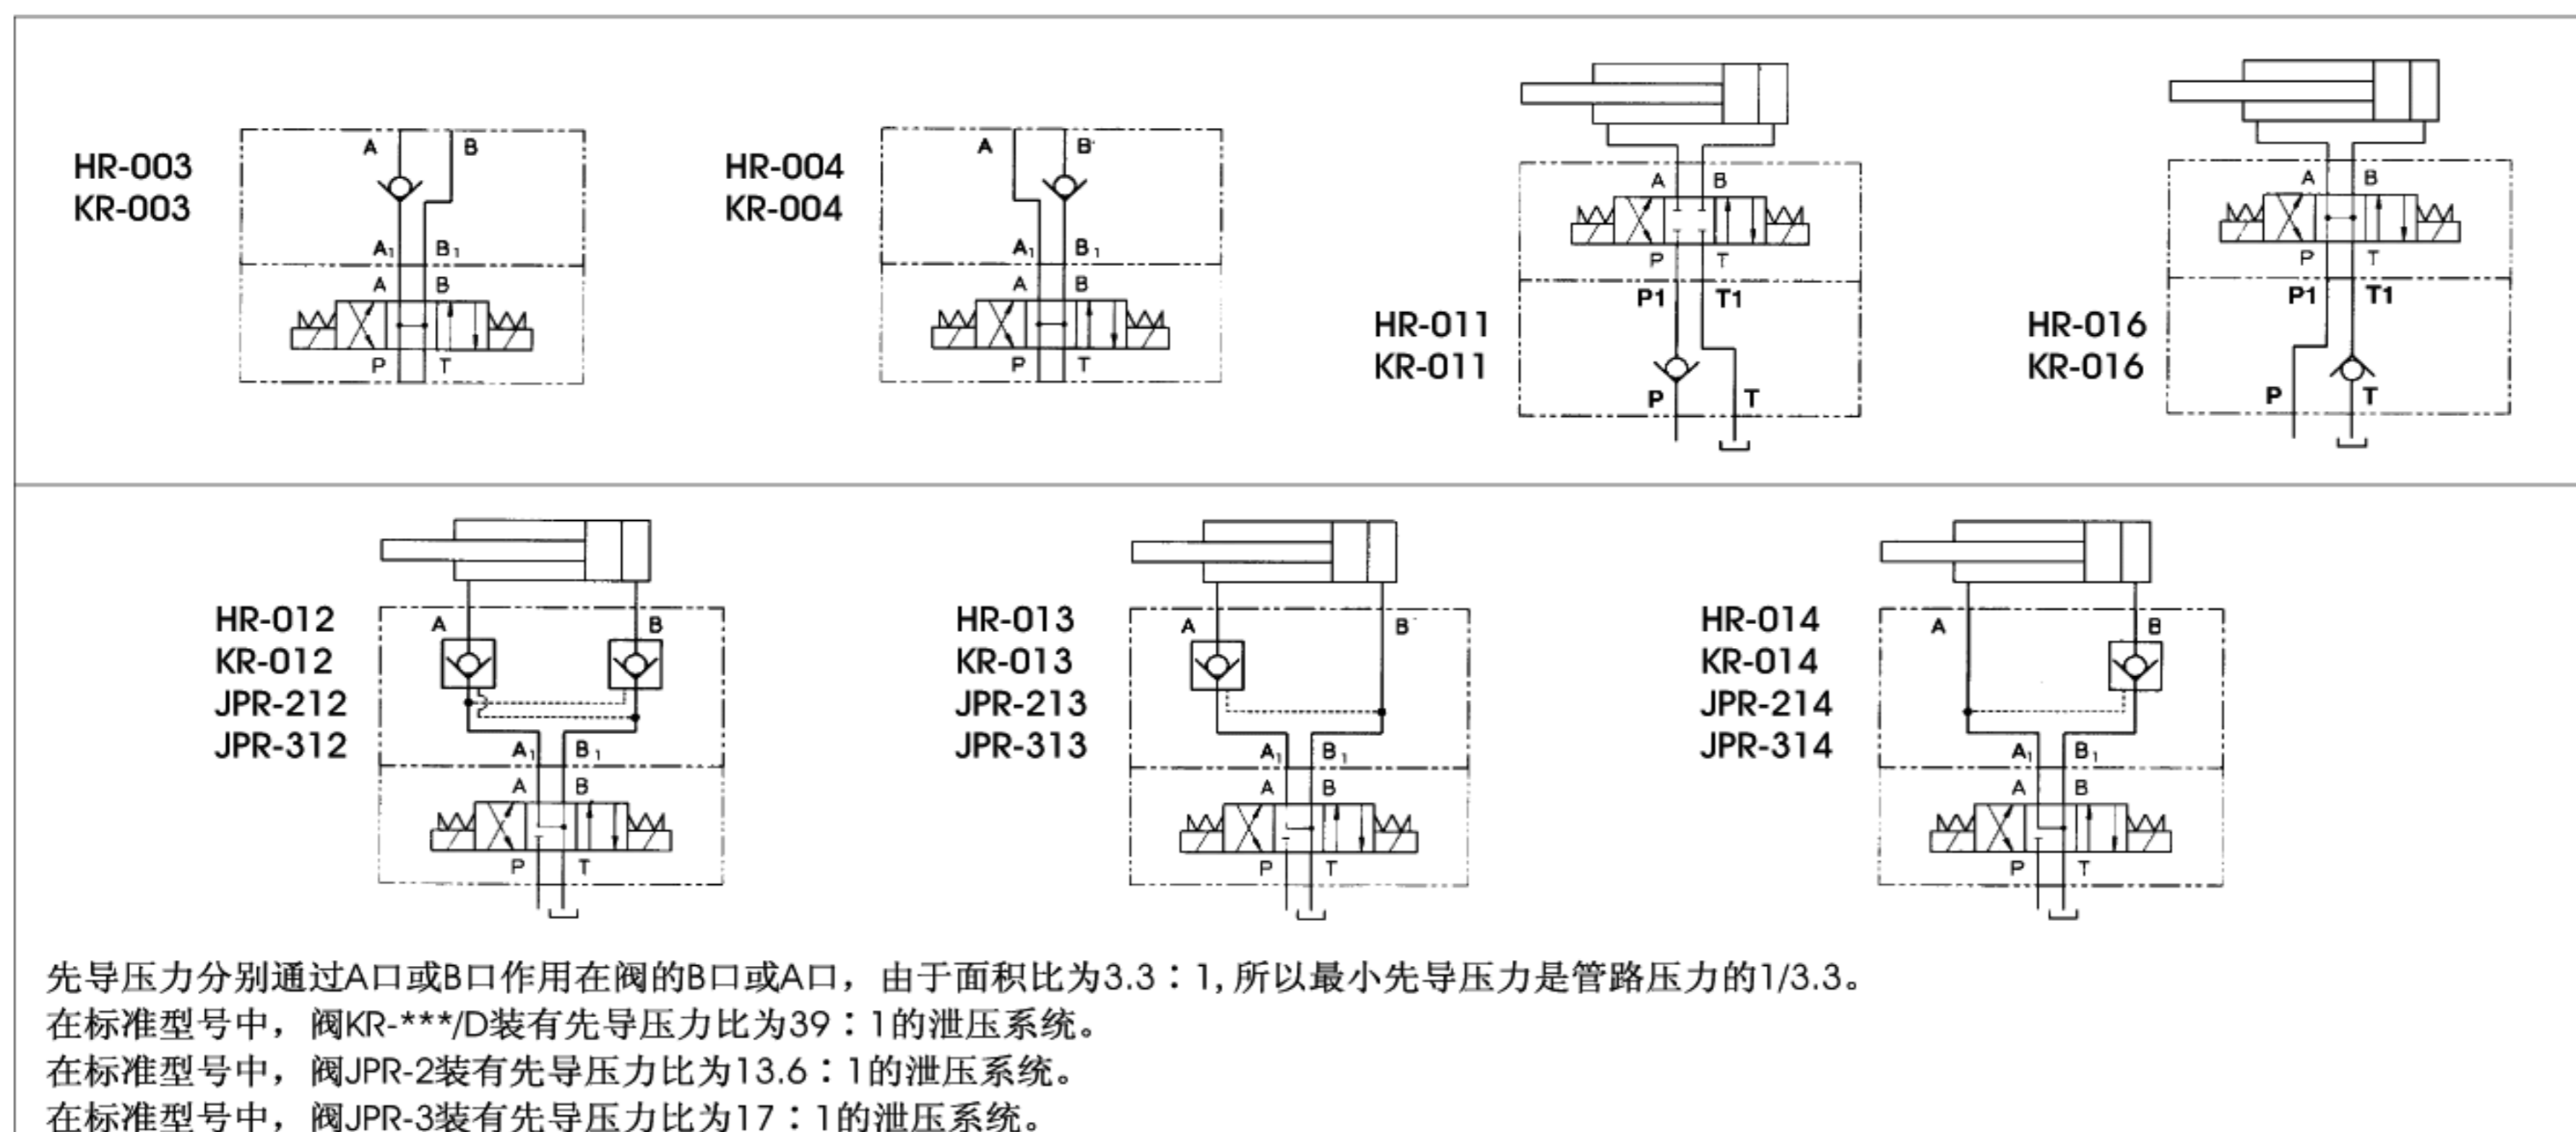 HR-003
KR-003
A B
A₁ B₁
A B
P T
HR-004
KR-004
A B
A₁ B₁
A B
P T
HR-011
KR-011
A B
P T
P1 T1
P T
HR-016
KR-016
A B
P T
P1 T1
P T
HR-012
KR-012
JPR-212
JPR-312
A B
A₁ B₁
A B
P T
HR-013
KR-013
JPR-213
JPR-313
A B
A₁ B₁
A B
P T
HR-014
KR-014
JPR-214
JPR-314
A B
A₁ B₁
A B
P T
先导压力分别通过A口或B口作用在阀的B口或A口，由于面积比为3.3：1,所以最小先导压力是管路压力的1/3.3。
在标准型号中，阀KR-***/D装有先导压力比为39：1的泄压系统。
在标准型号中，阀JPR-2装有先导压力比为13.6：1的泄压系统。
在标准型号中，阀JPR-3装有先导压力比为17：1的泄压系统。